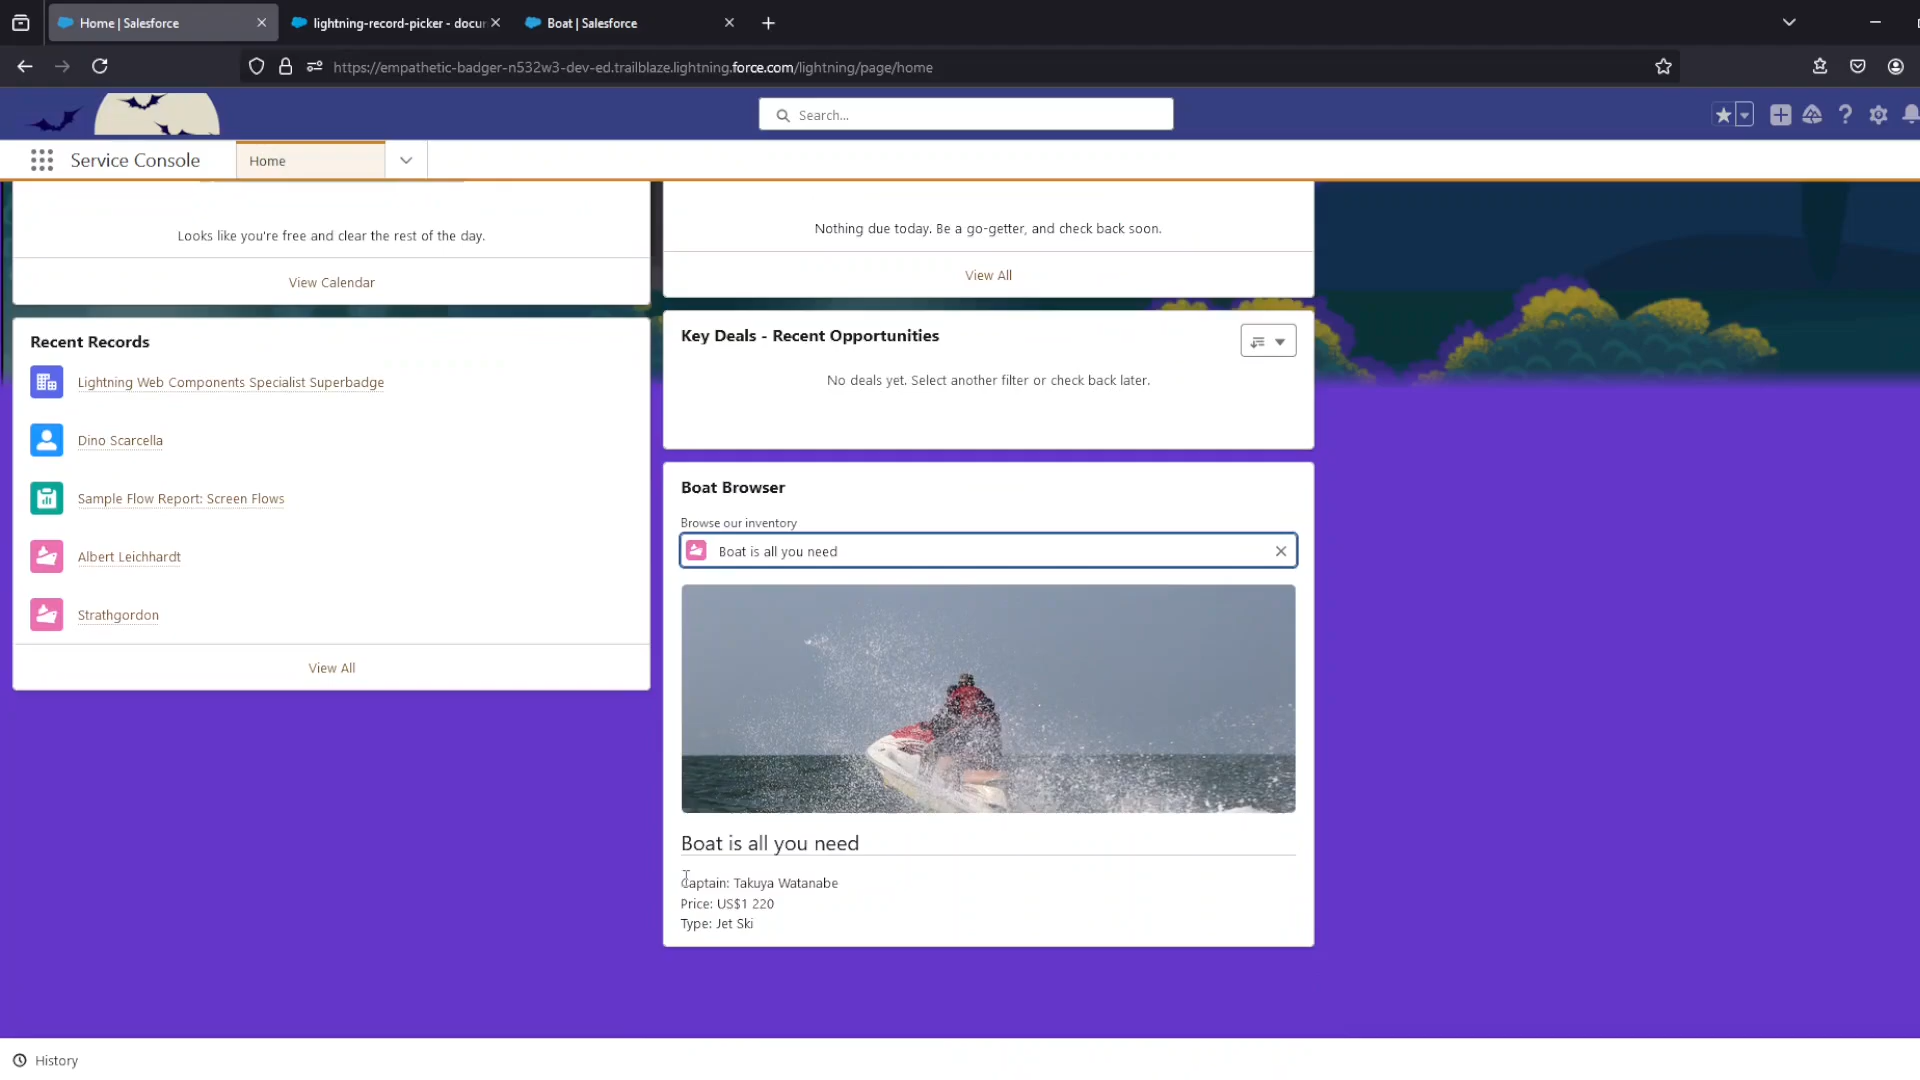 Home | Salesforce
lightning-record-picker - docu
Boat | Salesforce
https://empathetic-badger-n532w3-dev-ed.trailblaze.lightning.force.com/lightning/page/home
Search...
Service Console
Home
Looks like you're free and clear the rest of the day.
View Calendar
Nothing due today. Be a go-getter, and check back soon.
View All
Recent Records
Lightning Web Components Specialist Superbadge
Dino Scarcella
Sample Flow Report: Screen Flows
Albert Leichhardt
Strathgordon
View All
Key Deals - Recent Opportunities
No deals yet. Select another filter or check back later.
Boat Browser
Browse our inventory
Boat is all you need
Boat is all you need
Captain: Takuya Watanabe
Price: US$1 220
Type: Jet Ski
History